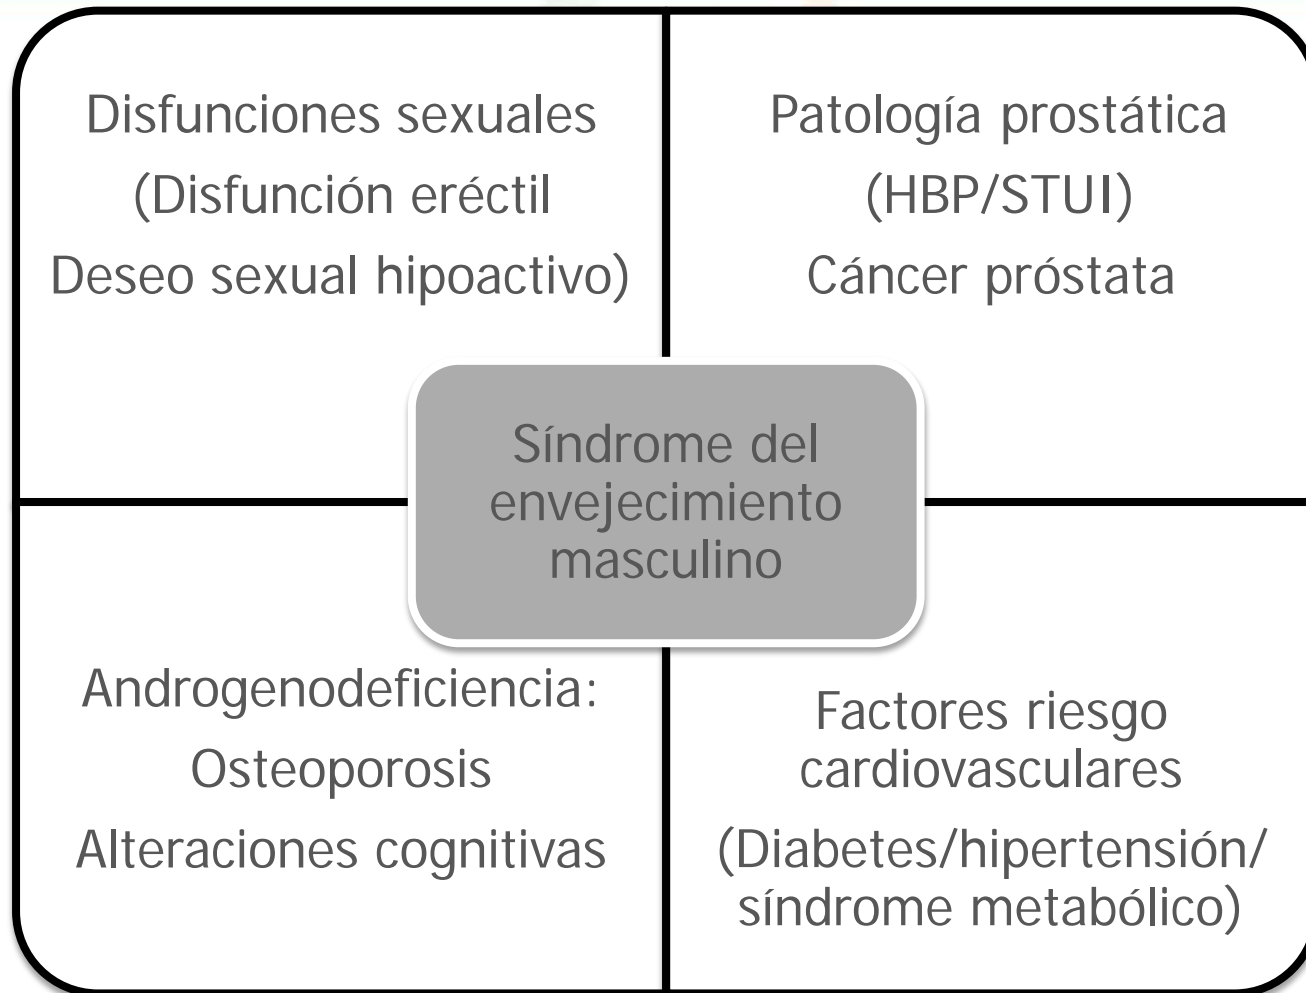 Disfunciones sexuales
(Disfunción eréctil
Deseo sexual hipoactivo)
Patología prostática
(HBP/STUI)
Cáncer próstata
Síndrome del
envejecimiento
masculino
Androgenodeficiencia:
Osteoporosis
Alteraciones cognitivas
Factores riesgo
cardiovasculares
(Diabetes/hipertensión/
síndrome metabólico)